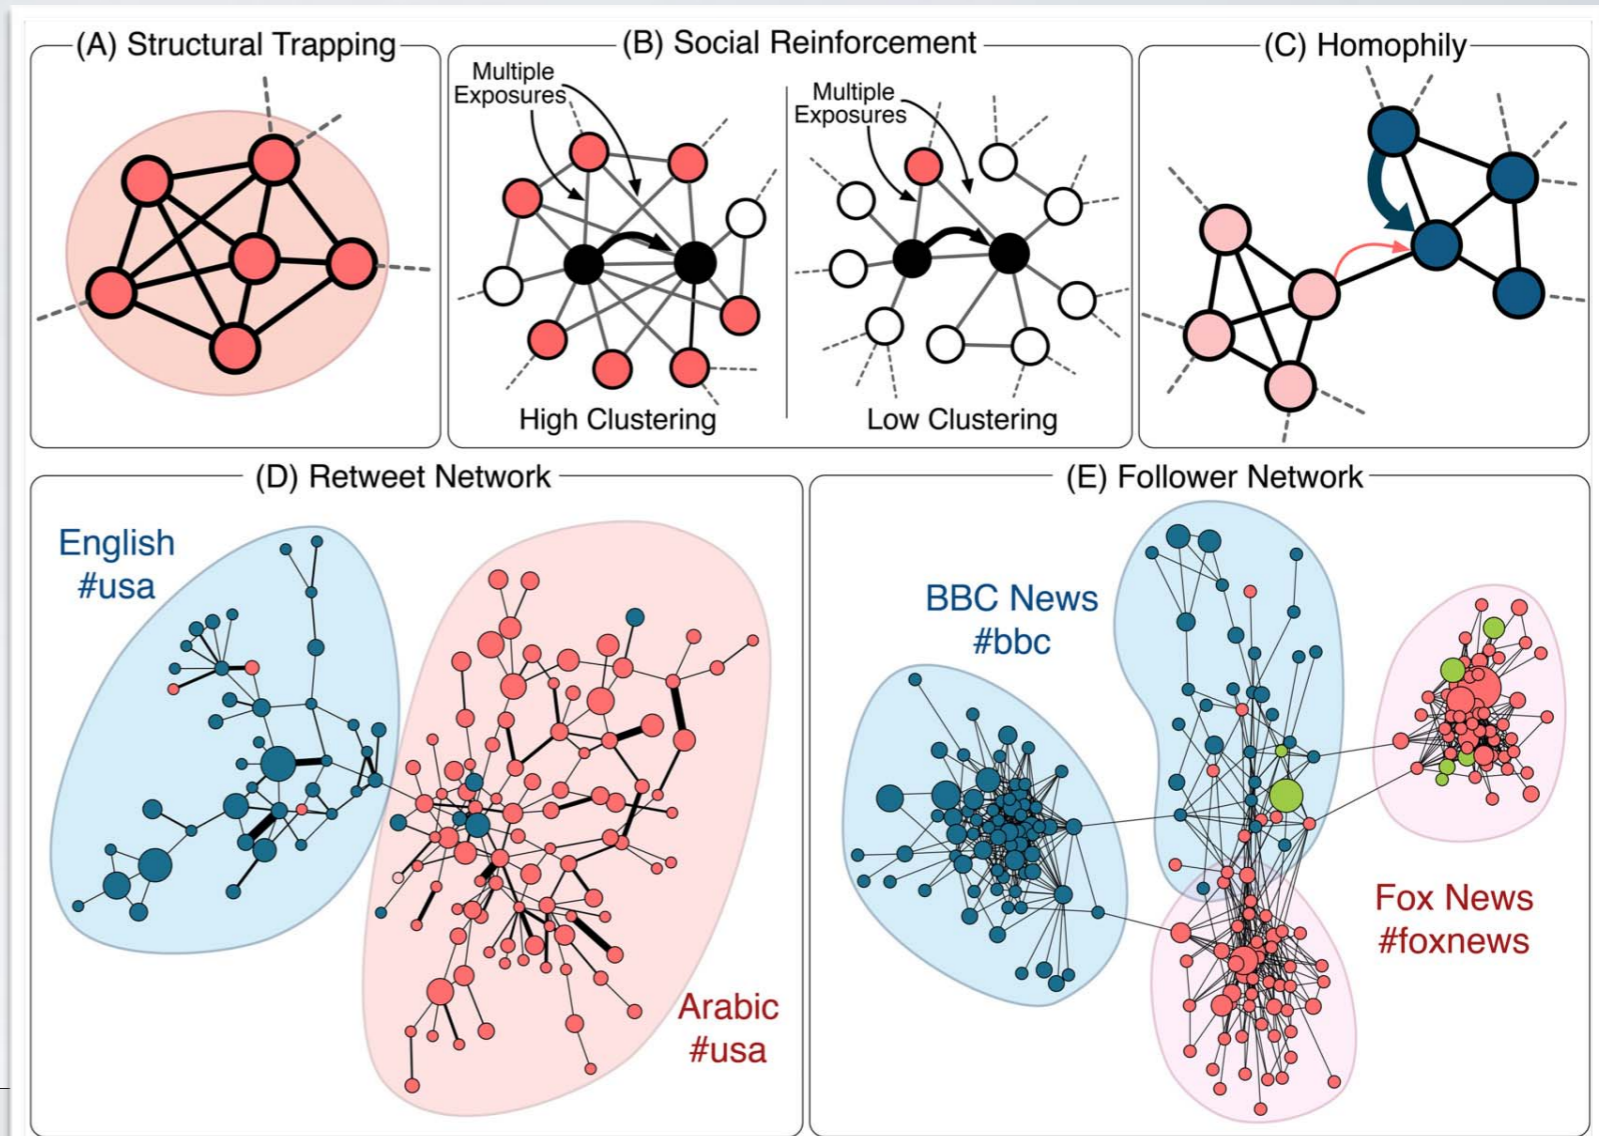 (A) Structural Trapping
(B) Social Reinforcement
Multiple
Exposures
High Clustering
Multiple
Exposures
Low Clustering
(C) Homophily
(D) Retweet Network
English
#usa
Arabic
#usa
(E) Follower Network
BBC News
#bbc
Fox News
#foxnews